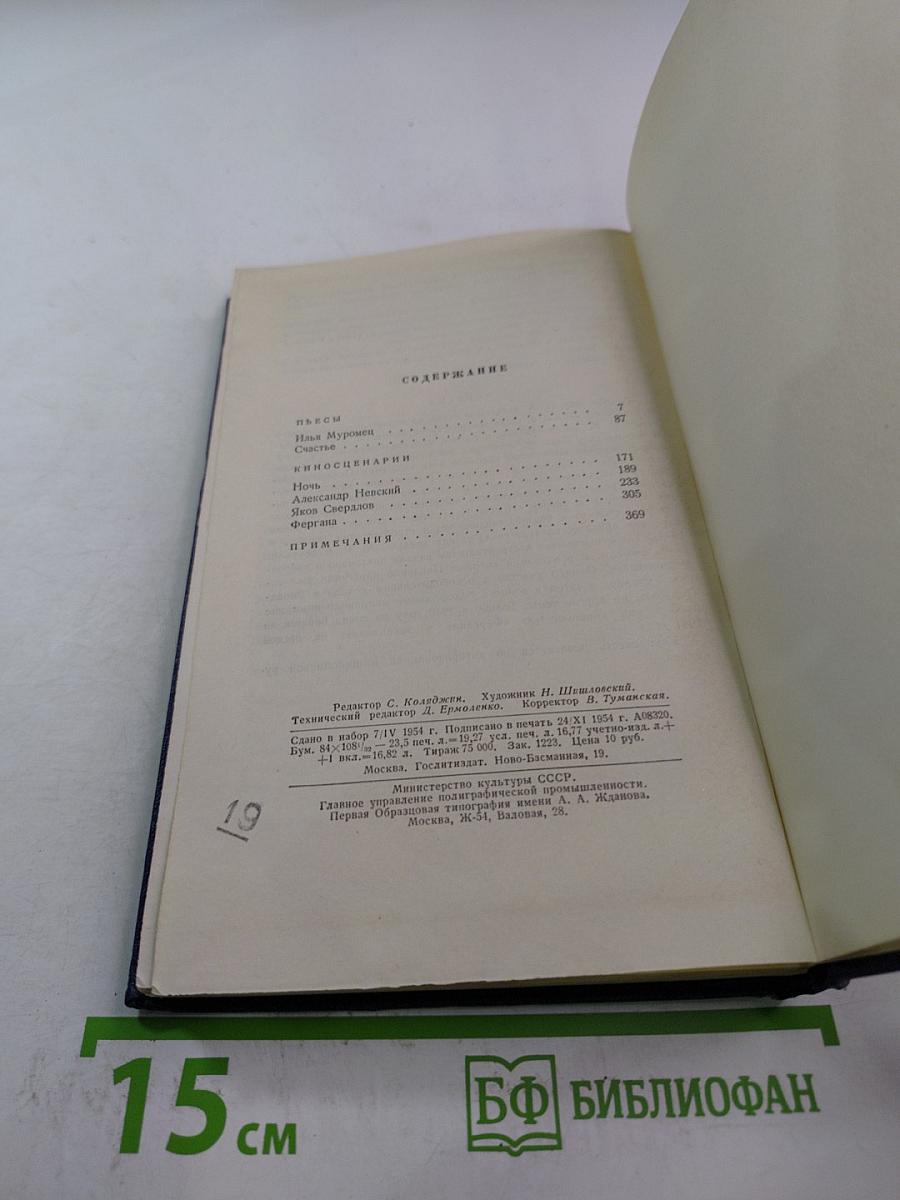 СОДЕРЖАНИЕ
ПЬЕСЫ
Илья Муромец . . . . . . . . . . . . . . . . 7
Счастье . . . . . . . . . . . . . . . . . . . 87
КИНОСЦЕНАРИИ
Ночь . . . . . . . . . . . . . . . . . . . . 171
Александр Невский . . . . . . . . . . . . . . 189
Яков Свердлов . . . . . . . . . . . . . . . . 233
Фергана . . . . . . . . . . . . . . . . . . . 305
ПРИМЕЧАНИЯ . . . . . . . . . . . . . . . . 369
Редактор С. Коляджин. Художник Н. Шишловский.
Технический редактор Д. Ермоленко. Корректор В. Туманская.
Сдано в набор 7/IV 1954 г. Подписано в печать 24/XI 1954 г. А08320.
Бум. 84×108¹/₃₂ — 23,5 печ. л.=19,27 усл. печ. л. 16,77 учетно-изд. л.+
+1 вкл.=16,82 л. Тираж 75 000. Зак. 1223. Цена 10 руб.
Москва. Гослитиздат. Ново-Басманная, 19.
Министерство культуры СССР.
Главное управление полиграфической промышленности.
Первая Образцовая типография имени А. А. Жданова.
Москва, Ж-54, Валовая, 28.
19
15 см
БФ БИБЛИОФАН